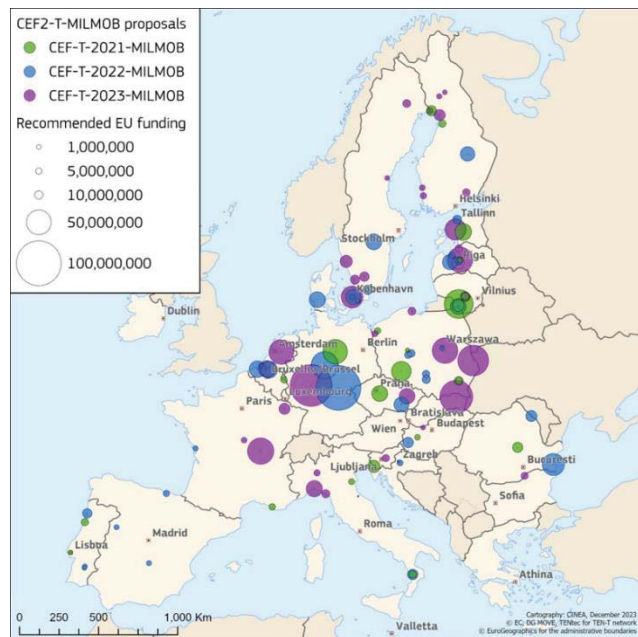 CEF2-T-MILMOB proposals
CEF-T-2021-MILMOB
CEF-T-2022-MILMOB
CEF-T-2023-MILMOB
Recommended EU funding
1,000,000
5,000,000
10,000,000
50,000,000
100,000,000
Helsinki
Tallinn
Stockholm
Riga
København
Vilnius
Dublin
Amsterdam
Berlin
Warszawa
Bruxelles/Brussel
Luxembourg
Praha
Paris
Bratislava
Wien
Budapest
Ljubljana
Zagreb
București
Sofia
Roma
Madrid
Lisboa
Athina
Valletta
0 250 500 1,000 Km
Cartography: CINEA, December 2023
© EC, DG MOVE, TENtec for TEN-T network
© EuroGeographics for the administrative boundaries